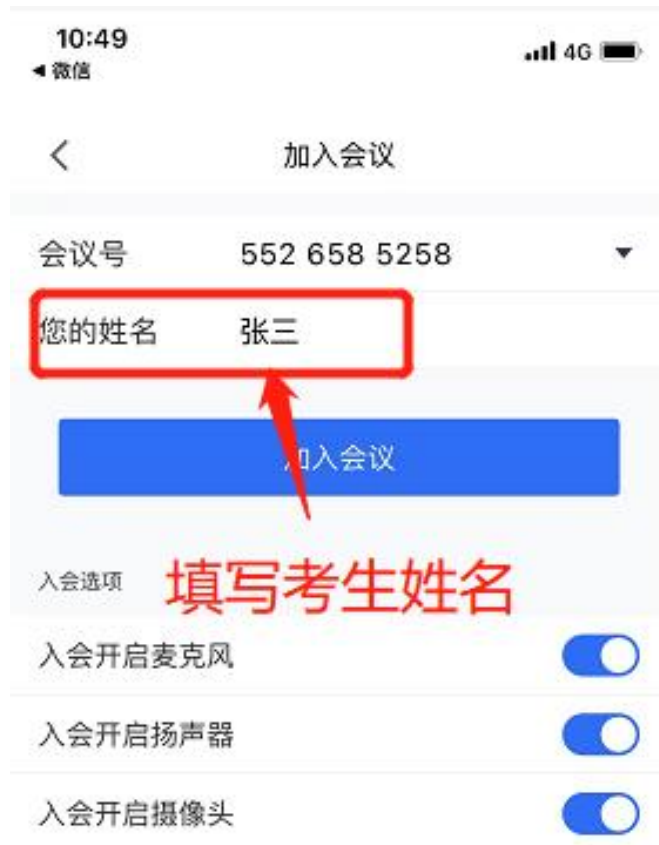 10:49
4G
◀ 微信
加入会议
会议号 552 658 5258
您的姓名 张三
加入会议
入会选项
填写考生姓名
入会开启麦克风
入会开启扬声器
入会开启摄像头